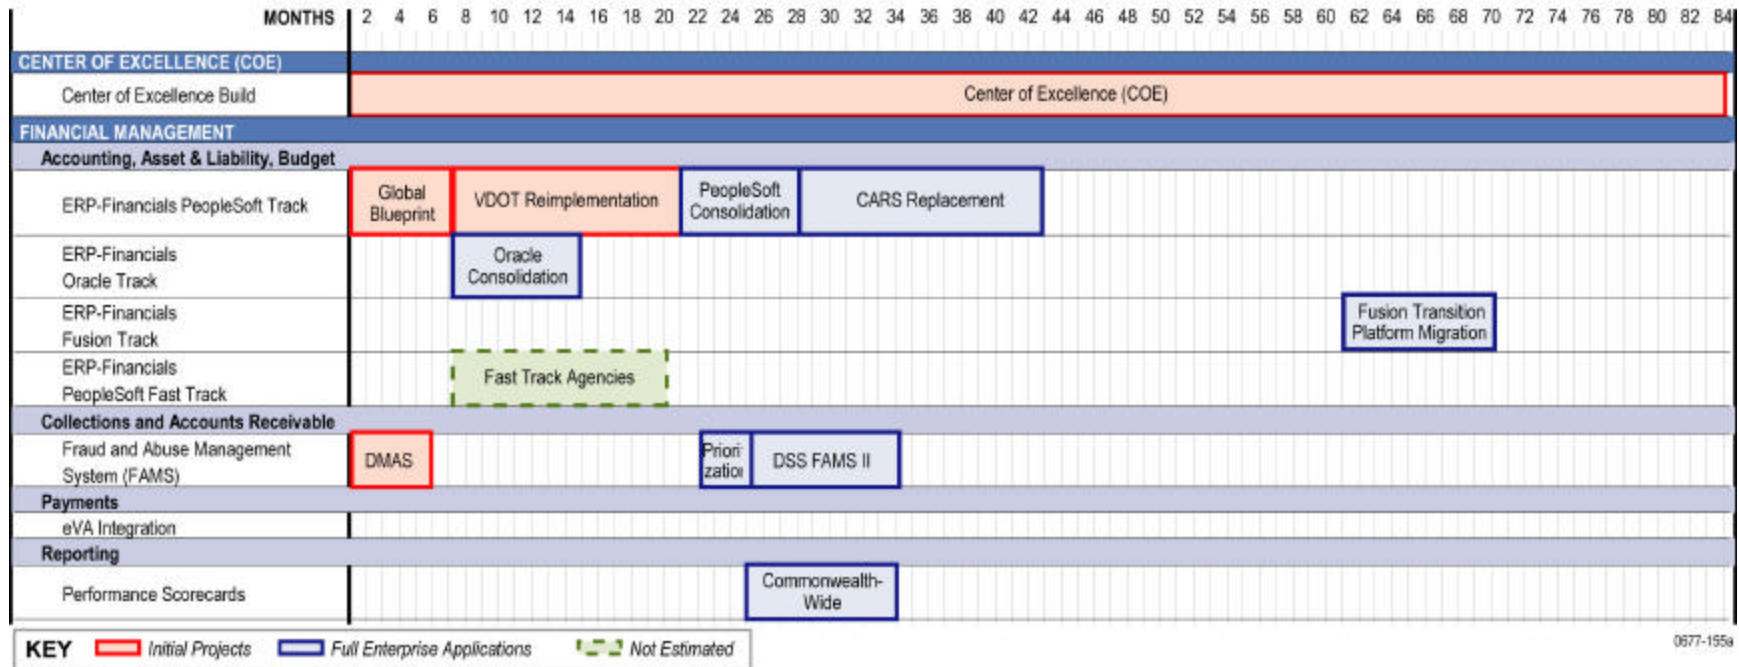 MONTHS 2 4 6 8 10 12 14 16 18 20 22 24 26 28 30 32 34 36 38 40 42 44 46 48 50 52 54 56 58 60 62 64 66 68 70 72 74 76 78 80 82 84
CENTER OF EXCELLENCE (COE)
Center of Excellence Build
Center of Excellence (COE)
FINANCIAL MANAGEMENT
Accounting, Asset & Liability, Budget
ERP-Financials PeopleSoft Track
Global
Blueprint
VDOT Reimplementation
PeopleSoft
Consolidation
CARS Replacement
ERP-Financials
Oracle Track
Oracle
Consolidation
ERP-Financials
Fusion Track
Fusion Transition
Platform Migration
ERP-Financials
PeopleSoft Fast Track
Fast Track Agencies
Collections and Accounts Receivable
Fraud and Abuse Management
System (FAMS)
DMAS
Priori
zation
DSS FAMS II
Payments
eVA Integration
Reporting
Performance Scorecards
Commonwealth-
Wide
KEY Initial Projects Full Enterprise Applications Not Estimated
0677-155a